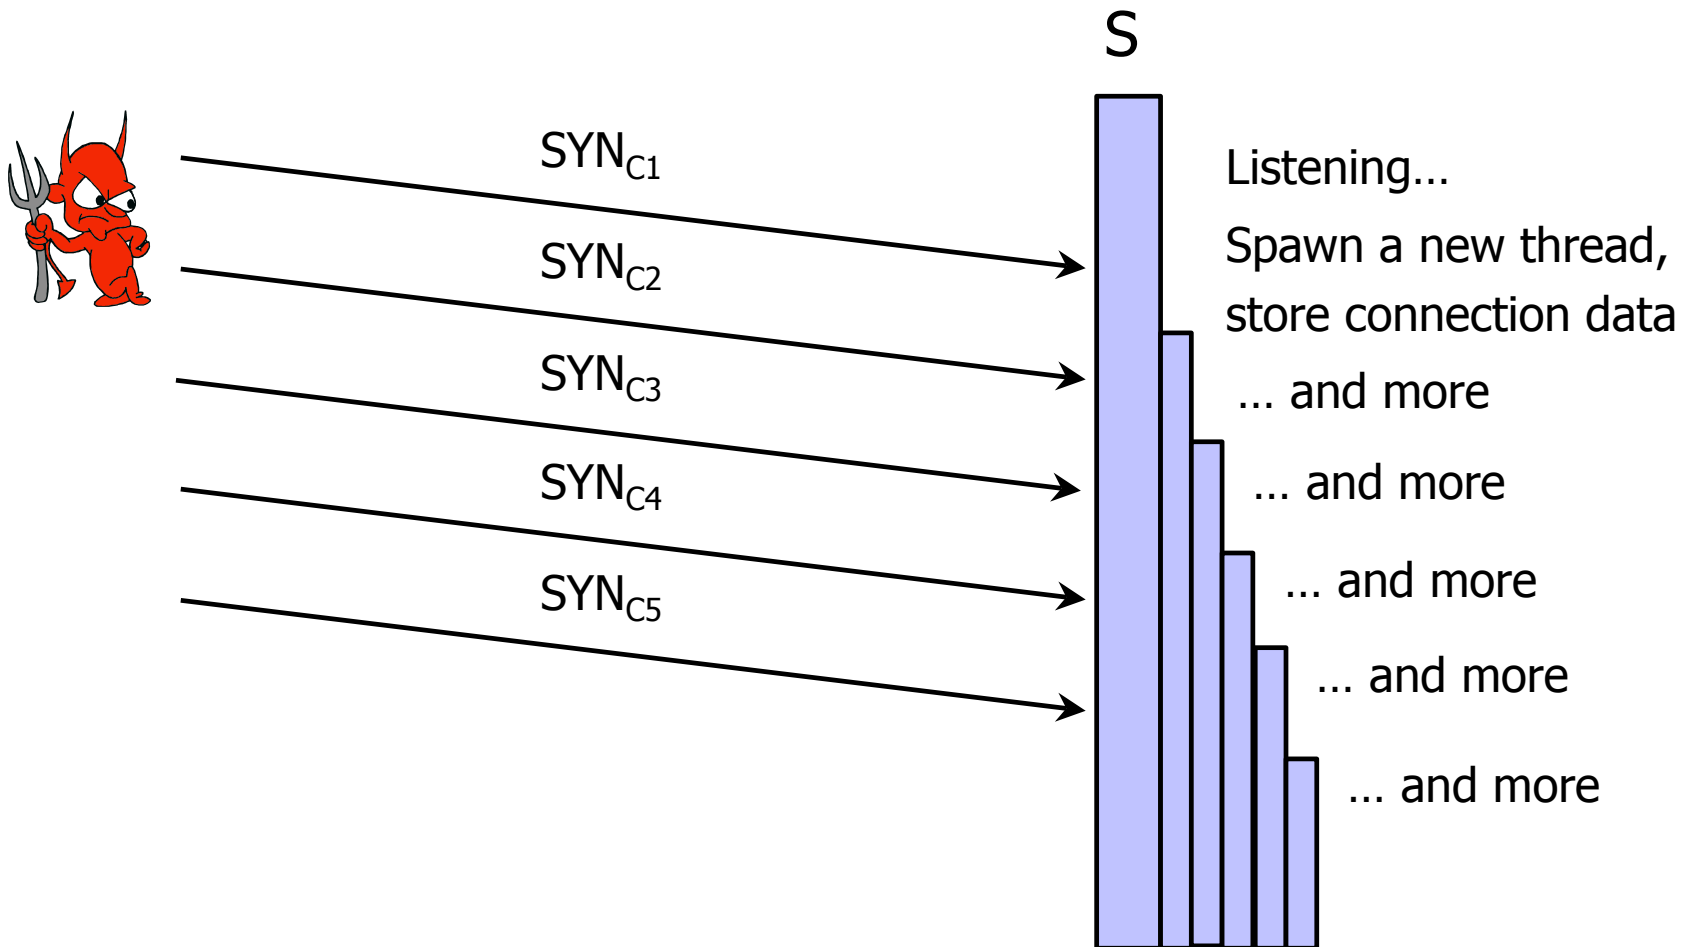 S
SYNC1
Listening...
Spawn a new thread,
SYNC2
store connection data
SYNC3
... and more
SYNC4
... and more
... and more
SYNC5
... and more
... and more